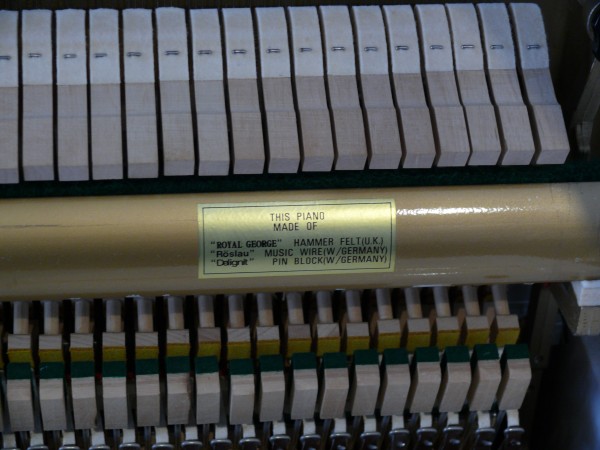 THIS PIANO
MADE OF
"ROYAL GEORGE" HAMMER FELT(U.K.)
"Röslau" MUSIC WIRE(W/GERMANY)
"Delignit" PIN BLOCK(W/GERMANY)